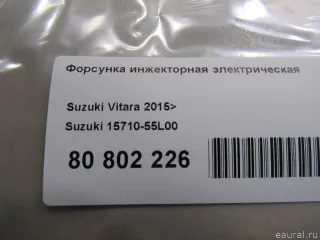 Форсунка инжекторная электрическая
Suzuki Vitara 2015>
Suzuki 15710-55L00
80 802 226
eaural.ru